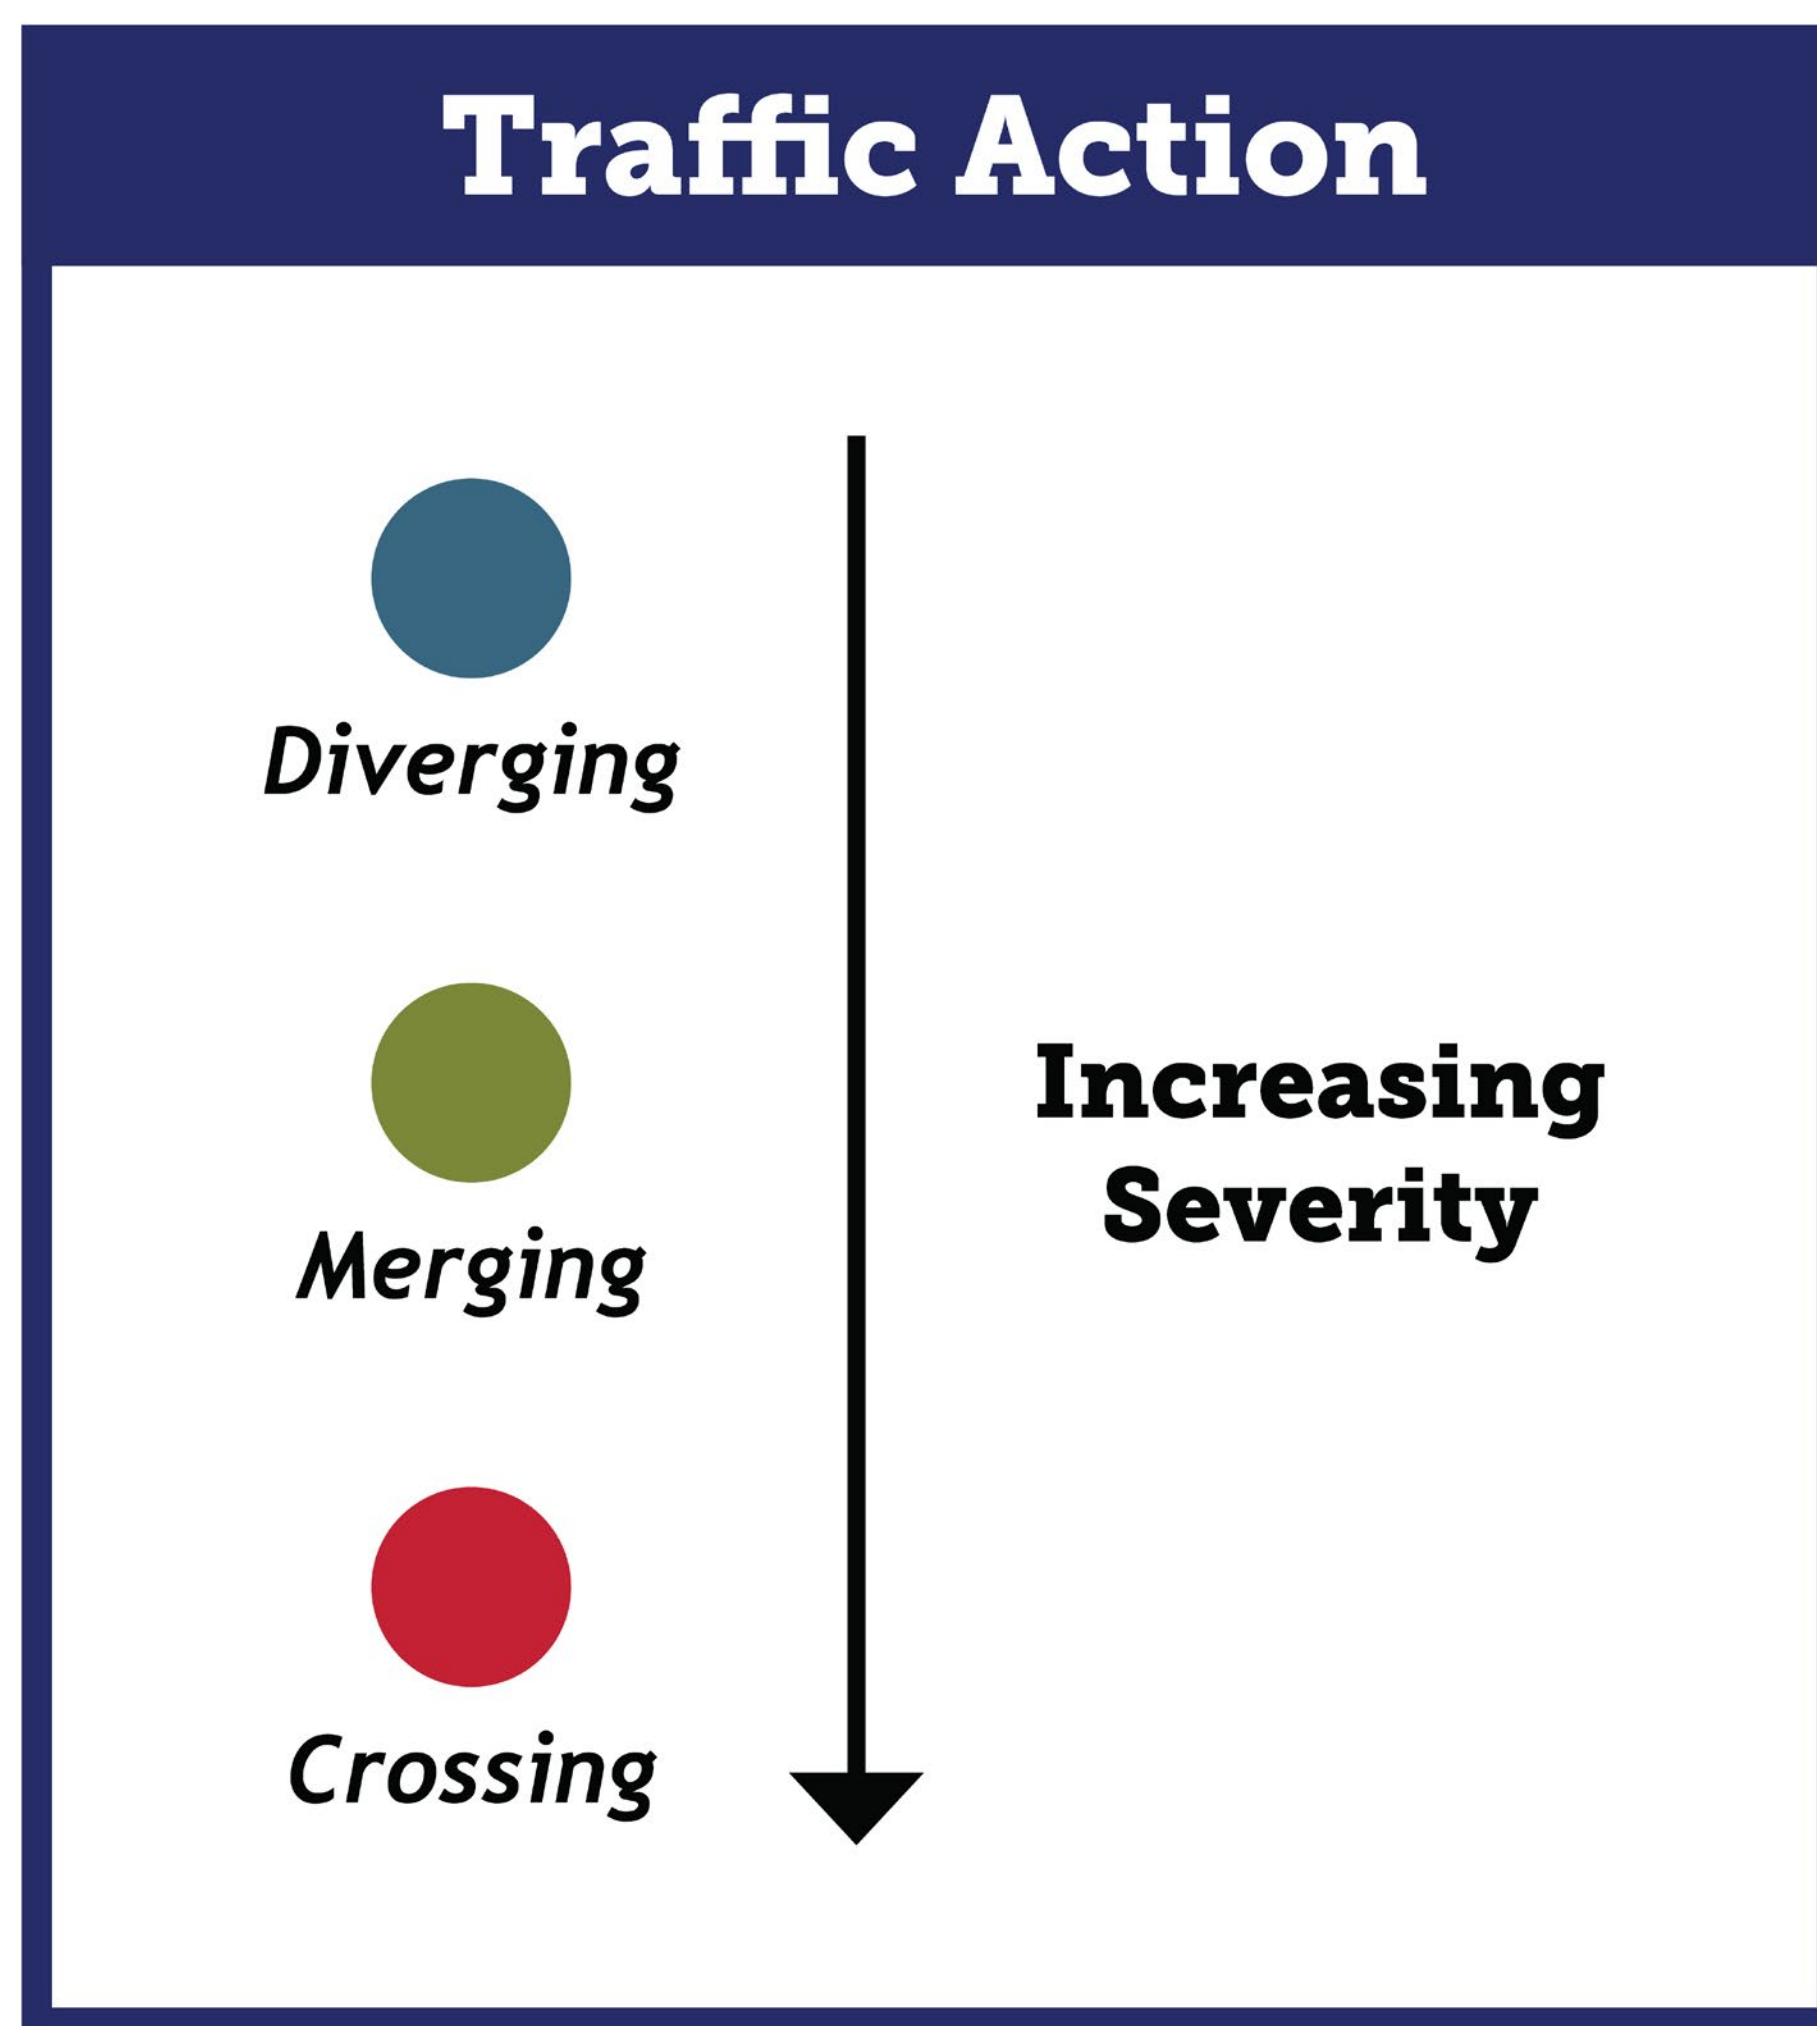 Traffic Action
Diverging
Merging
Increasing
Severity
Crossing